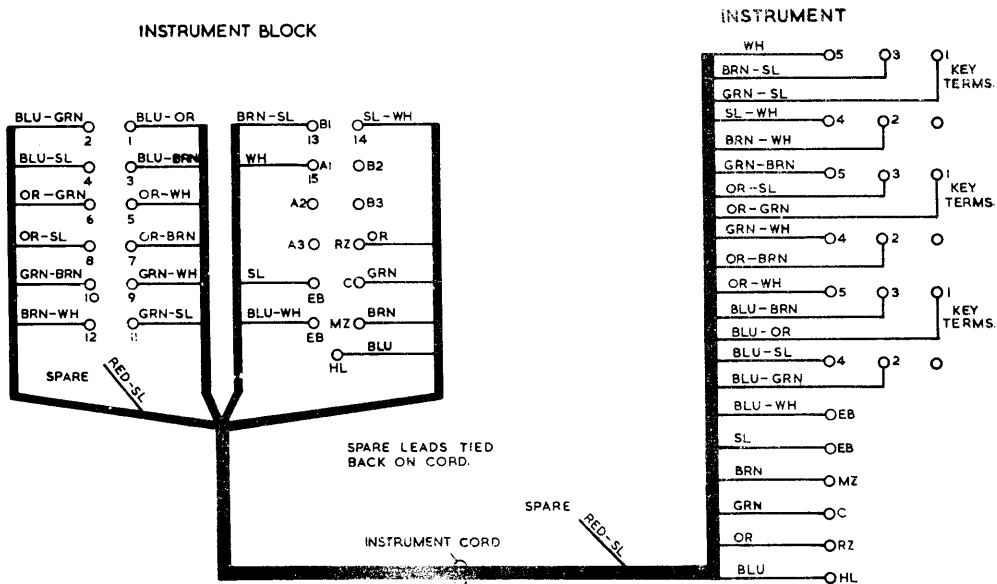 INSTRUMENT BLOCK
BLU-GRN
2
BLU-OR
1
BLU-SL
4
BLU-BRN
3
OR-GRN
6
OR-WH
5
OR-SL
8
OR-BRN
7
GRN-BRN
10
GRN-WH
9
BRN-WH
12
GRN-SL
11
BRN-SL
B1
13
SL-WH
14
WH
A1
15
B2
A2
B3
A3
RZ
OR
SL
EB
C
GRN
BLU-WH
EB
MZ
BRN
HL
BLU
SPARE
RED-SL
SPARE LEADS TIED
BACK ON CORD.
SPARE
RED-SL
INSTRUMENT CORD
INSTRUMENT
WH
5
3
1
KEY
TERMS.
BRN-SL
GRN-SL
SL-WH
4
2
BRN-WH
GRN-BRN
5
3
1
KEY
TERMS.
OR-SL
OR-GRN
GRN-WH
4
2
OR-BRN
OR-WH
5
3
1
KEY
TERMS.
BLU-BRN
BLU-OR
BLU-SL
4
2
BLU-GRN
BLU-WH
EB
SL
EB
BRN
MZ
GRN
C
OR
RZ
BLU
HL